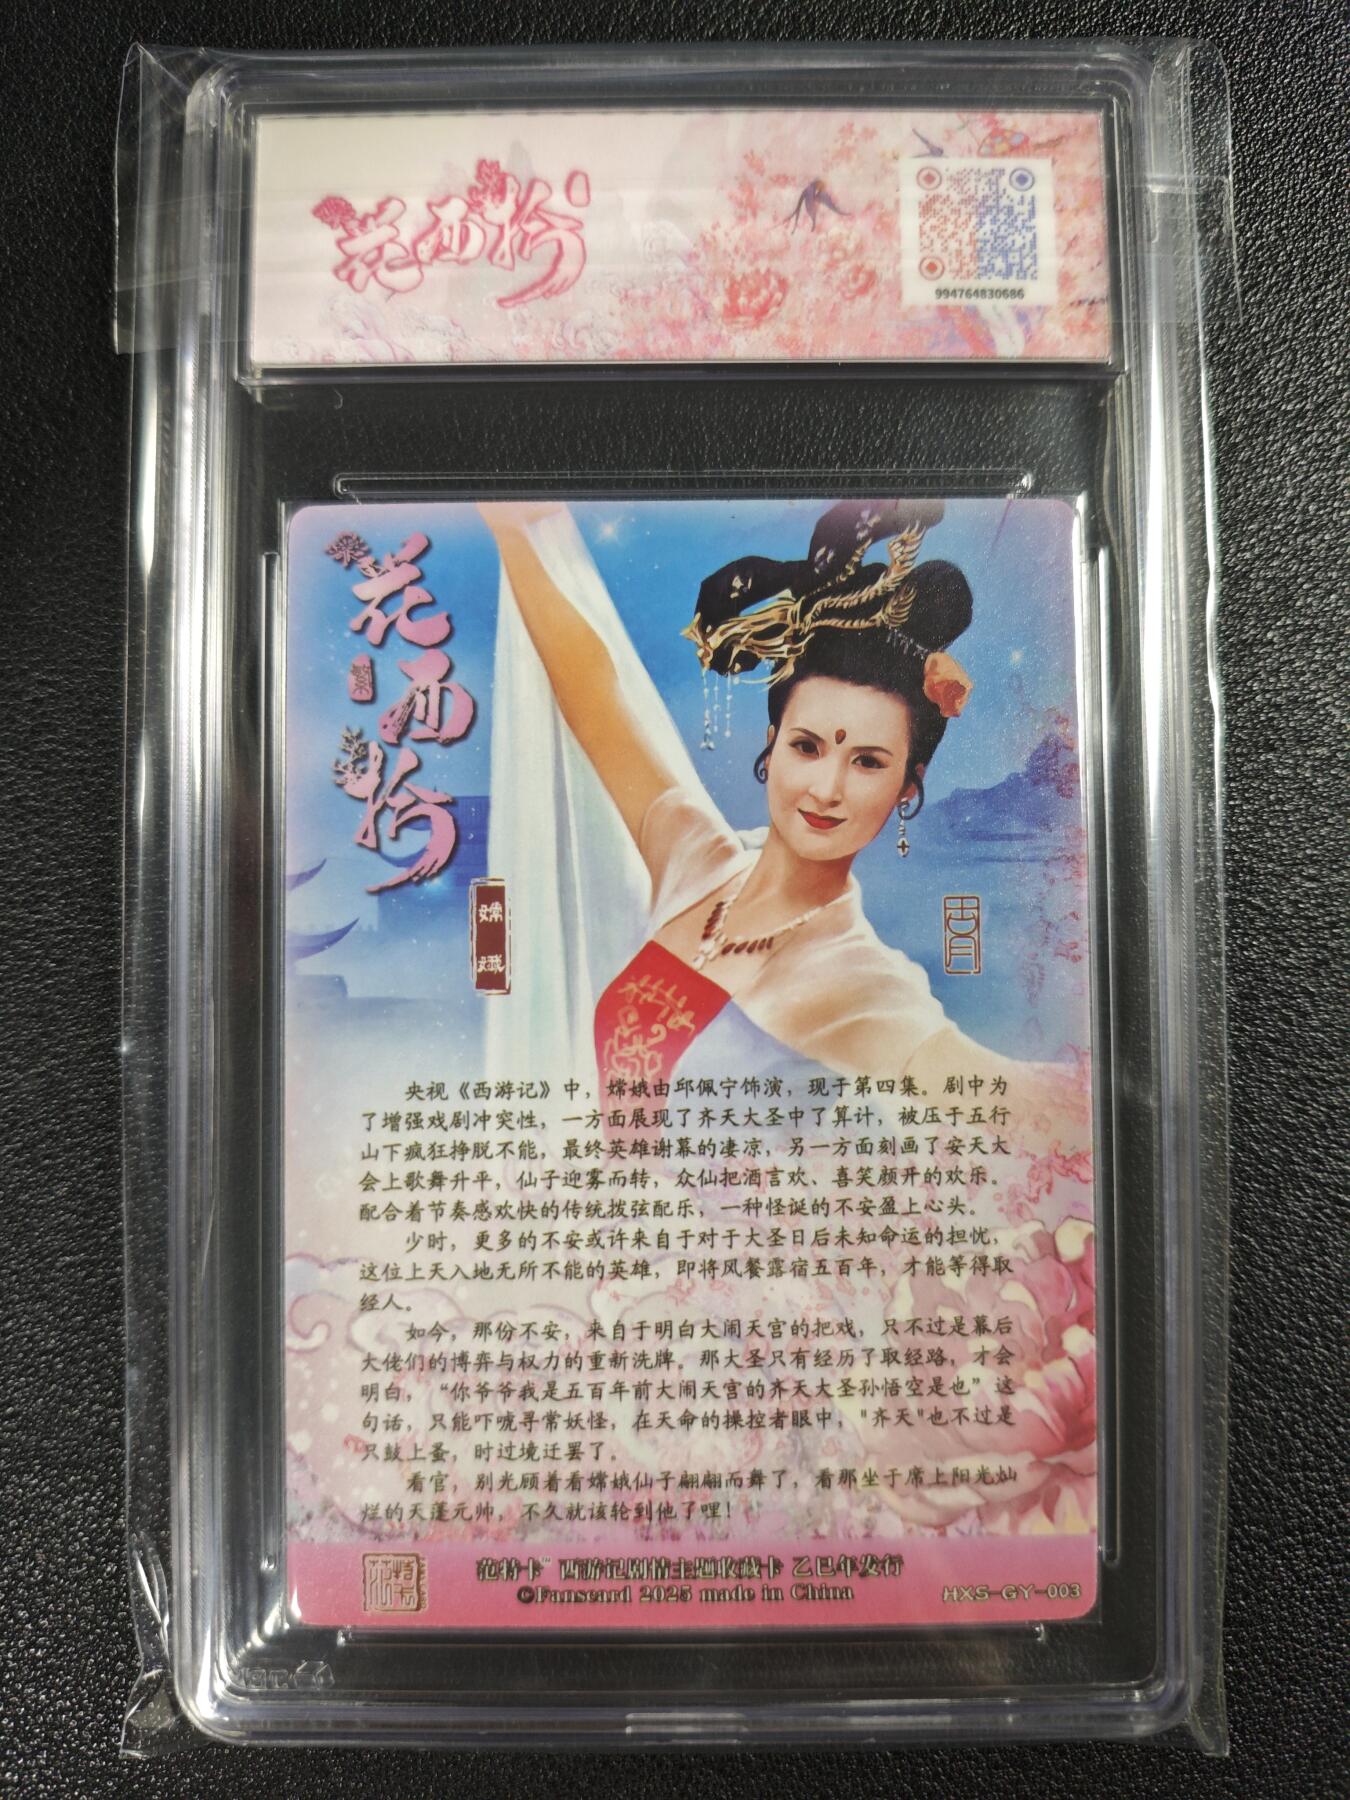 花西拾
994764830686
花西拾
繁
嫦娥
古月
央视《西游记》中，嫦娥由邱佩宁饰演，现于第四集。剧中为
了增强戏剧冲突性，一方面展现了齐天大圣中了算计，被压于五行
山下疯狂挣脱不能，最终英雄谢幕的凄凉，另一方面刻画了安天大
会上歌舞升平，仙子迎雾而转，众仙把酒言欢、喜笑颜开的欢乐。
配合着节奏感欢快的传统拨弦配乐，一种怪诞的不安盈上心头。
少时，更多的不安或许来自于对于大圣日后未知命运的担忧，
这位上天入地无所不能的英雄，即将风餐露宿五百年，才能等得取
经人。
如今，那份不安，来自于明白大闹天宫的把戏，只不过是幕后
大佬们的博弈与权力的重新洗牌。那大圣只有经历了取经路，才会
明白，“你爷爷我是五百年前大闹天宫的齐天大圣孙悟空是也”这
句话，只能吓唬寻常妖怪，在天命的操控者眼中，"齐天"也不过是
只鼓上蚤，时过境迁罢了。
看官，别光顾着看嫦娥仙子翩翩而舞了，看那坐于席上阳光灿
烂的天蓬元帅，不久就该轮到他了哩！
范特卡™ 西游记剧情主题收藏卡 乙巳年发行
©Fanscard 2025 made in China
HXS-GY-003